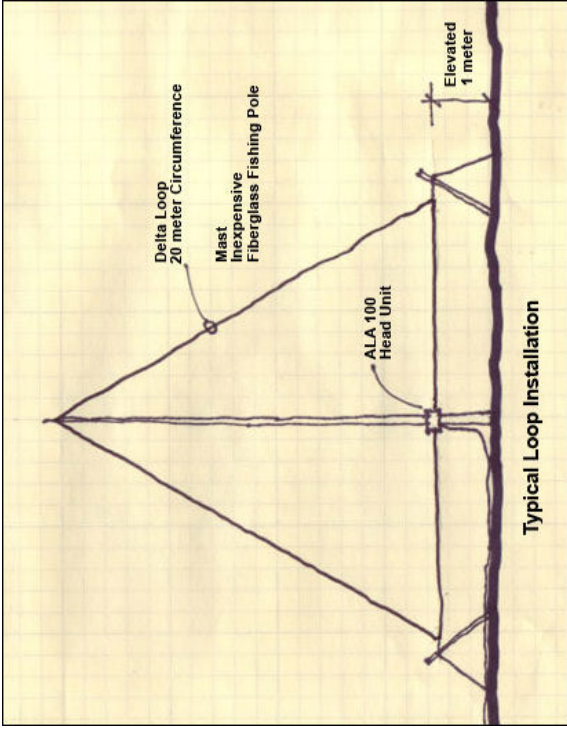 Delta Loop
20 meter Circumference
Mast
Inexpensive
Fiberglass Fishing Pole
Elevated
1 meter
ALA 100
Head Unit
Typical Loop Installation